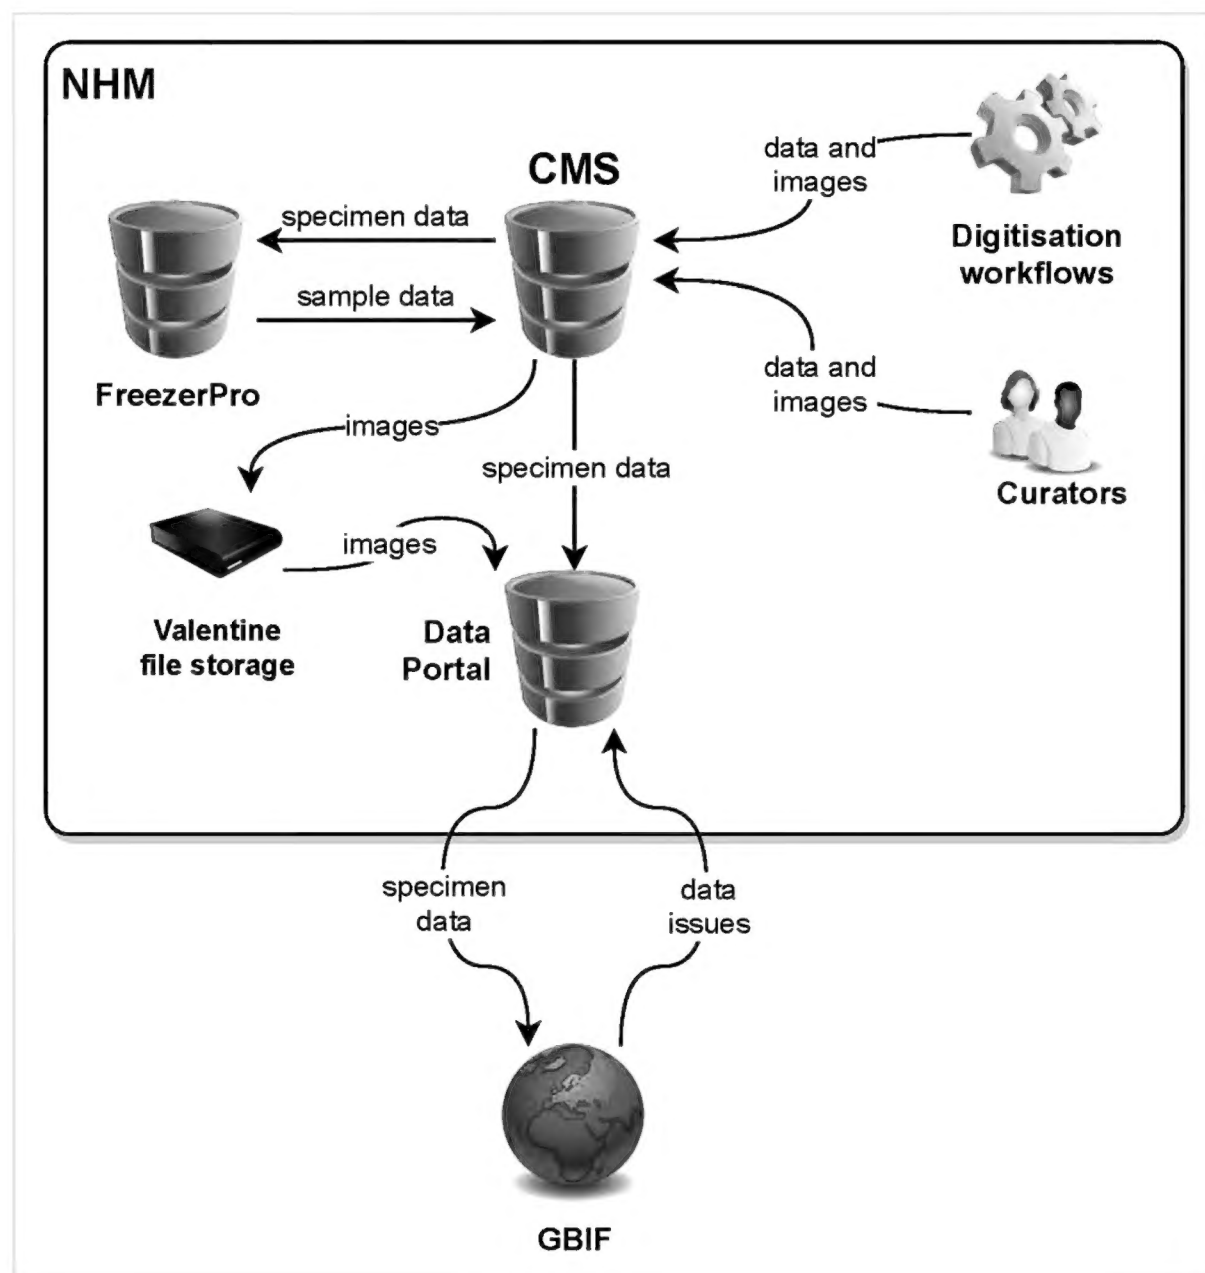 NHM
CMS
data and
images
Digitisation
workflows
specimen data
sample data
FreezerPro
data and
images
Curators
images
specimen data
images
Valentine
file storage
Data
Portal
specimen
data
data
issues
GBIF